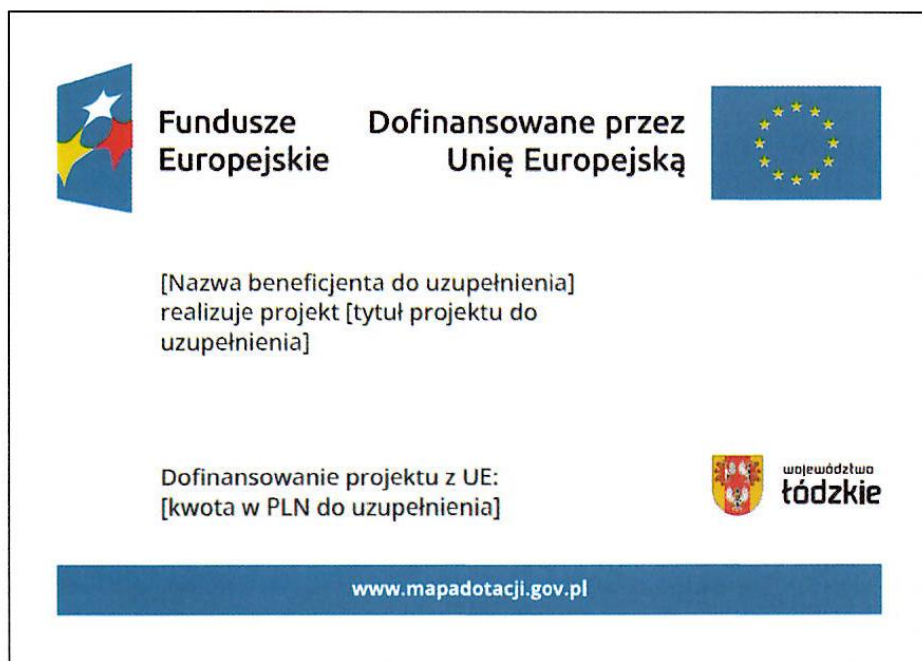 Fundusze
Europejskie
Dofinansowane przez
Unię Europejską
[Nazwa beneficjenta do uzupełnienia]
realizuje projekt [tytuł projektu do
uzupełnienia]
Dofinansowanie projektu z UE:
[kwota w PLN do uzupełnienia]
województwo
łódzkie
www.mapadotacji.gov.pl